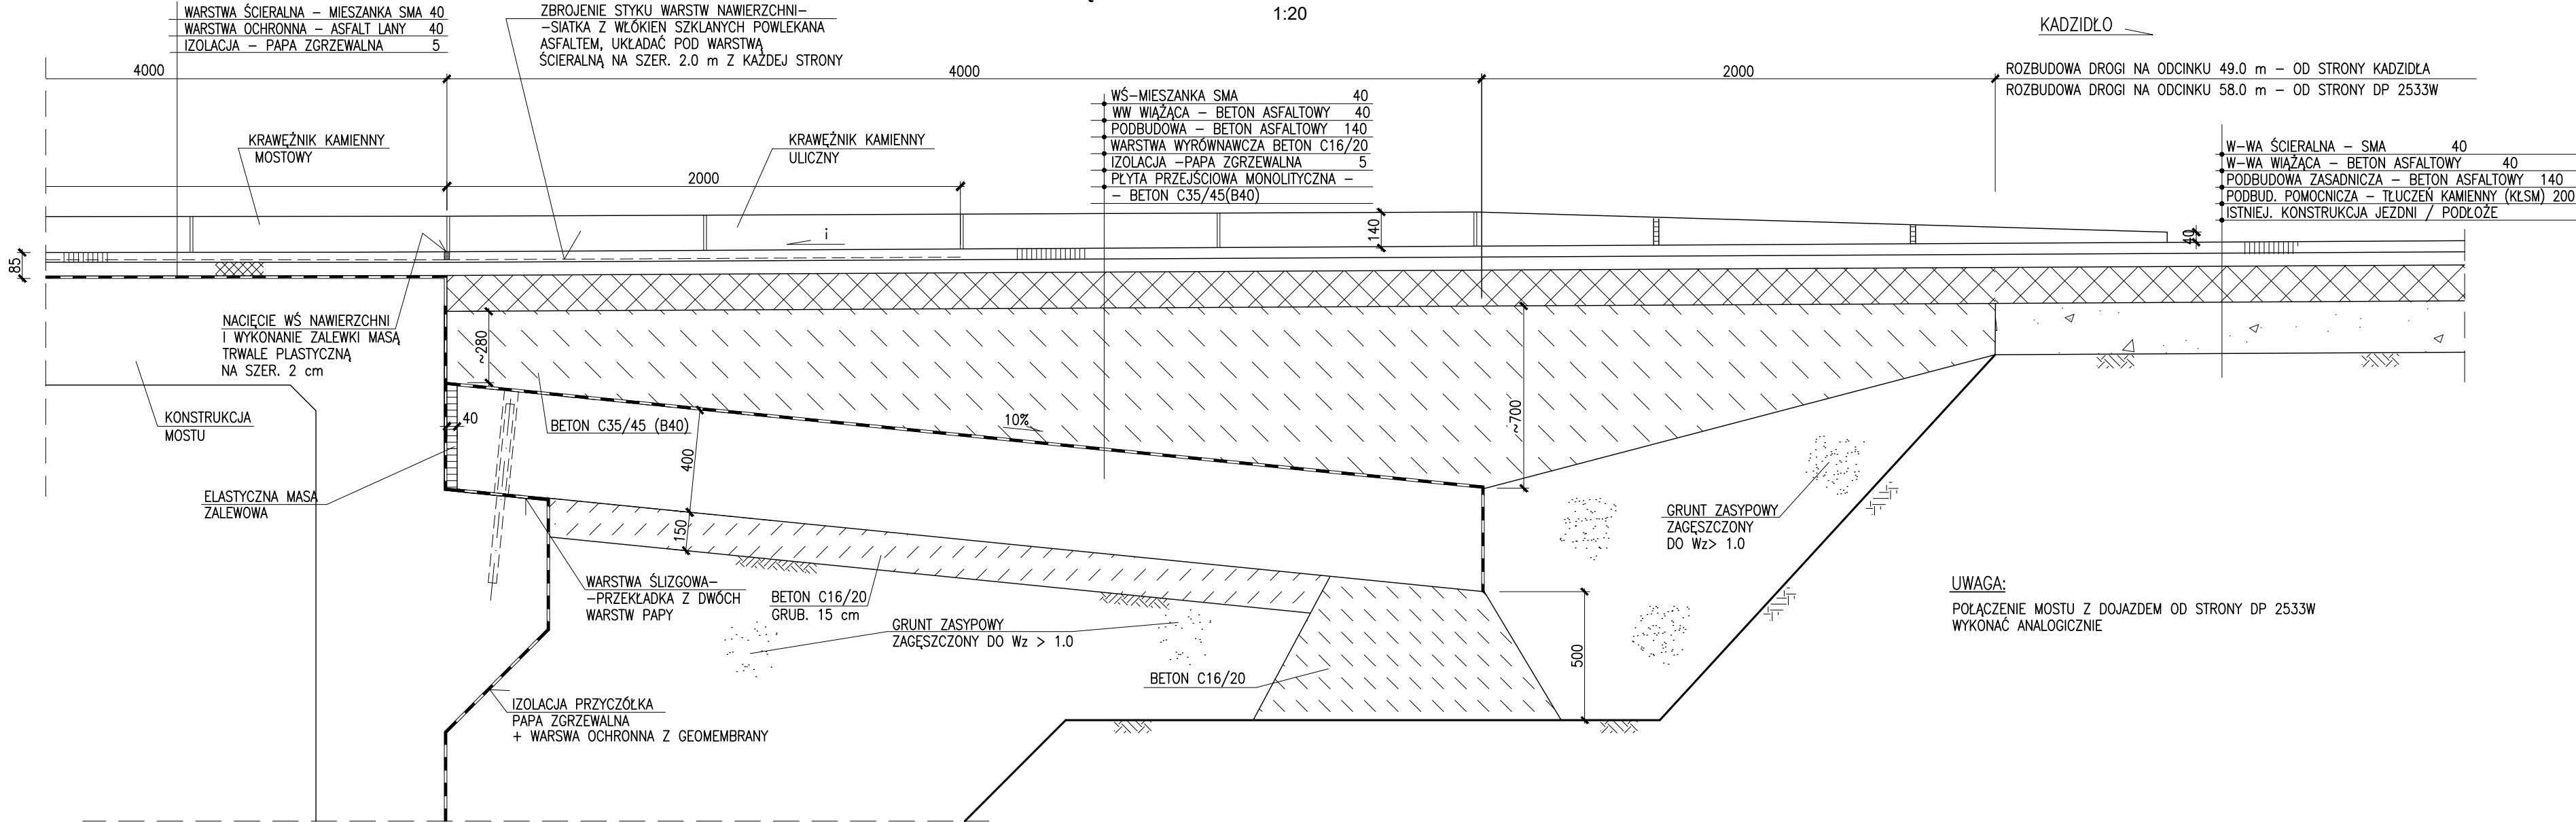 1:20
KADZIDŁO
WARSTWA ŚCIERALNA – MIESZANKA SMA 40
WARSTWA OCHRONNA – ASFALT LANY 40
IZOLACJA – PAPA ZGRZEWALNA 5
ZBROJENIE STYKU WARSTW NAWIERZCHNI–
–SIATKA Z WŁÓKIEN SZKLANYCH POWLEKANA
ASFALTEM, UKŁADAĆ POD WARSTWĄ
ŚCIERALNĄ NA SZER. 2.0 m Z KAŻDEJ STRONY
4000
4000
2000
ROZBUDOWA DROGI NA ODCINKU 49.0 m – OD STRONY KADZIDŁA
ROZBUDOWA DROGI NA ODCINKU 58.0 m – OD STRONY DP 2533W
WŚ–MIESZANKA SMA 40
WW WIĄŻĄCA – BETON ASFALTOWY 40
PODBUDOWA – BETON ASFALTOWY 140
WARSTWA WYRÓWNAWCZA BETON C16/20
IZOLACJA –PAPA ZGRZEWALNA 5
PŁYTA PRZEJŚCIOWA MONOLITYCZNA –
– BETON C35/45(B40)
KRAWĘŻNIK KAMIENNY
MOSTOWY
KRAWĘŻNIK KAMIENNY
ULICZNY
W–WA ŚCIERALNA – SMA 40
W–WA WIĄŻĄCA – BETON ASFALTOWY 40
PODBUDOWA ZASADNICZA – BETON ASFALTOWY 140
PODBUD. POMOCNICZA – TŁUCZEŃ KAMIENNY (KŁSM) 200
ISTNIEJ. KONSTRUKCJA JEZDNI / PODŁOŻE
2000
i
140
40
85
NACIĘCIE WŚ NAWIERZCHNI
I WYKONANIE ZALEWKI MASĄ
TRWALE PLASTYCZNĄ
NA SZER. 2 cm
~280
~700
KONSTRUKCJA
MOSTU
40
BETON C35/45 (B40)
10%
400
ELASTYCZNA MASA
ZALEWOWA
150
GRUNT ZASYPOWY
ZAGĘSZCZONY
DO Wz> 1.0
WARSTWA ŚLIZGOWA–
–PRZEKŁADKA Z DWÓCH
WARSTW PAPY
BETON C16/20
GRUB. 15 cm
GRUNT ZASYPOWY
ZAGĘSZCZONY DO Wz > 1.0
UWAGA:
POŁĄCZENIE MOSTU Z DOJAZDEM OD STRONY DP 2533W
WYKONAĆ ANALOGICZNIE
500
BETON C16/20
IZOLACJA PRZYCZÓŁKA
PAPA ZGRZEWALNA
+ WARSWA OCHRONNA Z GEOMEMBRANY